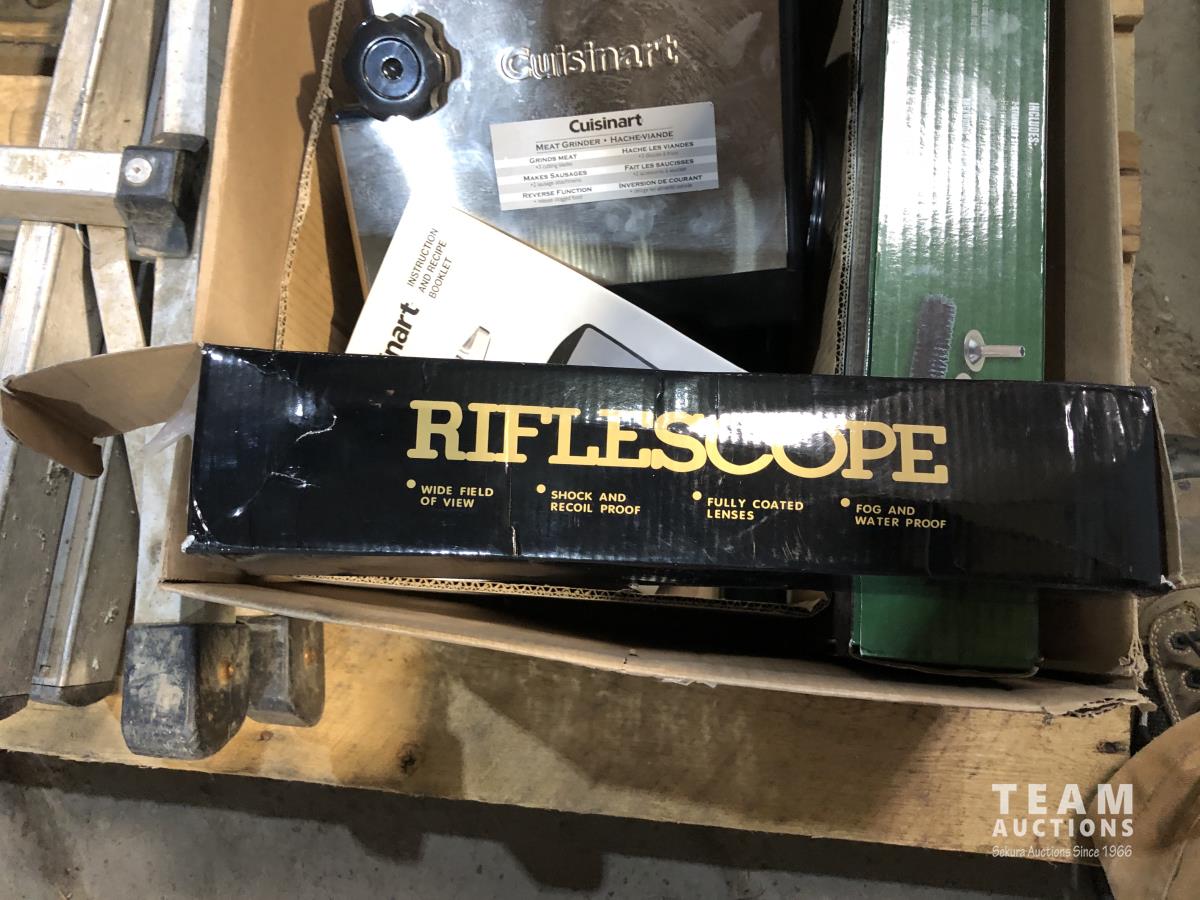 Cuisinart
Cuisinart
MEAT GRINDER • HACHE-VIANDE
GRINDS MEAT
HACHE LES VIANDES
MAKES SAUSAGES
FAIT LES SAUCISSES
REVERSE FUNCTION
INVERSION DE COURANT
INSTRUCTION
AND RECIPE
BOOKLET
nart
INCLUDES:
RIFLESCOPE
• WIDE FIELD
OF VIEW
• SHOCK AND
RECOIL PROOF
• FULLY COATED
LENSES
• FOG AND
WATER PROOF
TEAM
AUCTIONS
Sekura Auctions Since 1966